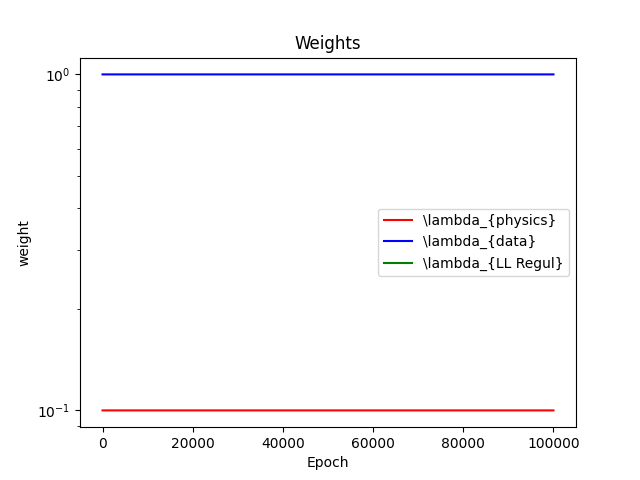 Weights
10⁰
10⁻¹
weight
\lambda_{physics}
\lambda_{data}
\lambda_{LL Regul}
0 20000 40000 60000 80000 100000
Epoch